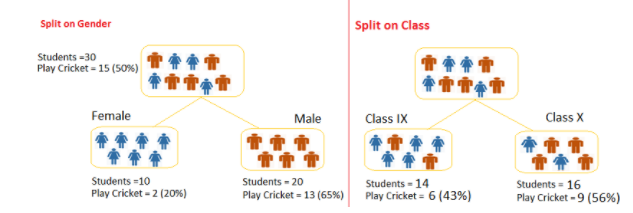 Split on Gender
Students =30
Play Cricket = 15 (50%)
Female
Male
Students =10
Play Cricket = 2 (20%)
Students = 20
Play Cricket = 13 (65%)
Split on Class
Class IX
Class X
Students = 14
Play Cricket = 6 (43%)
Students = 16
Play Cricket = 9 (56%)